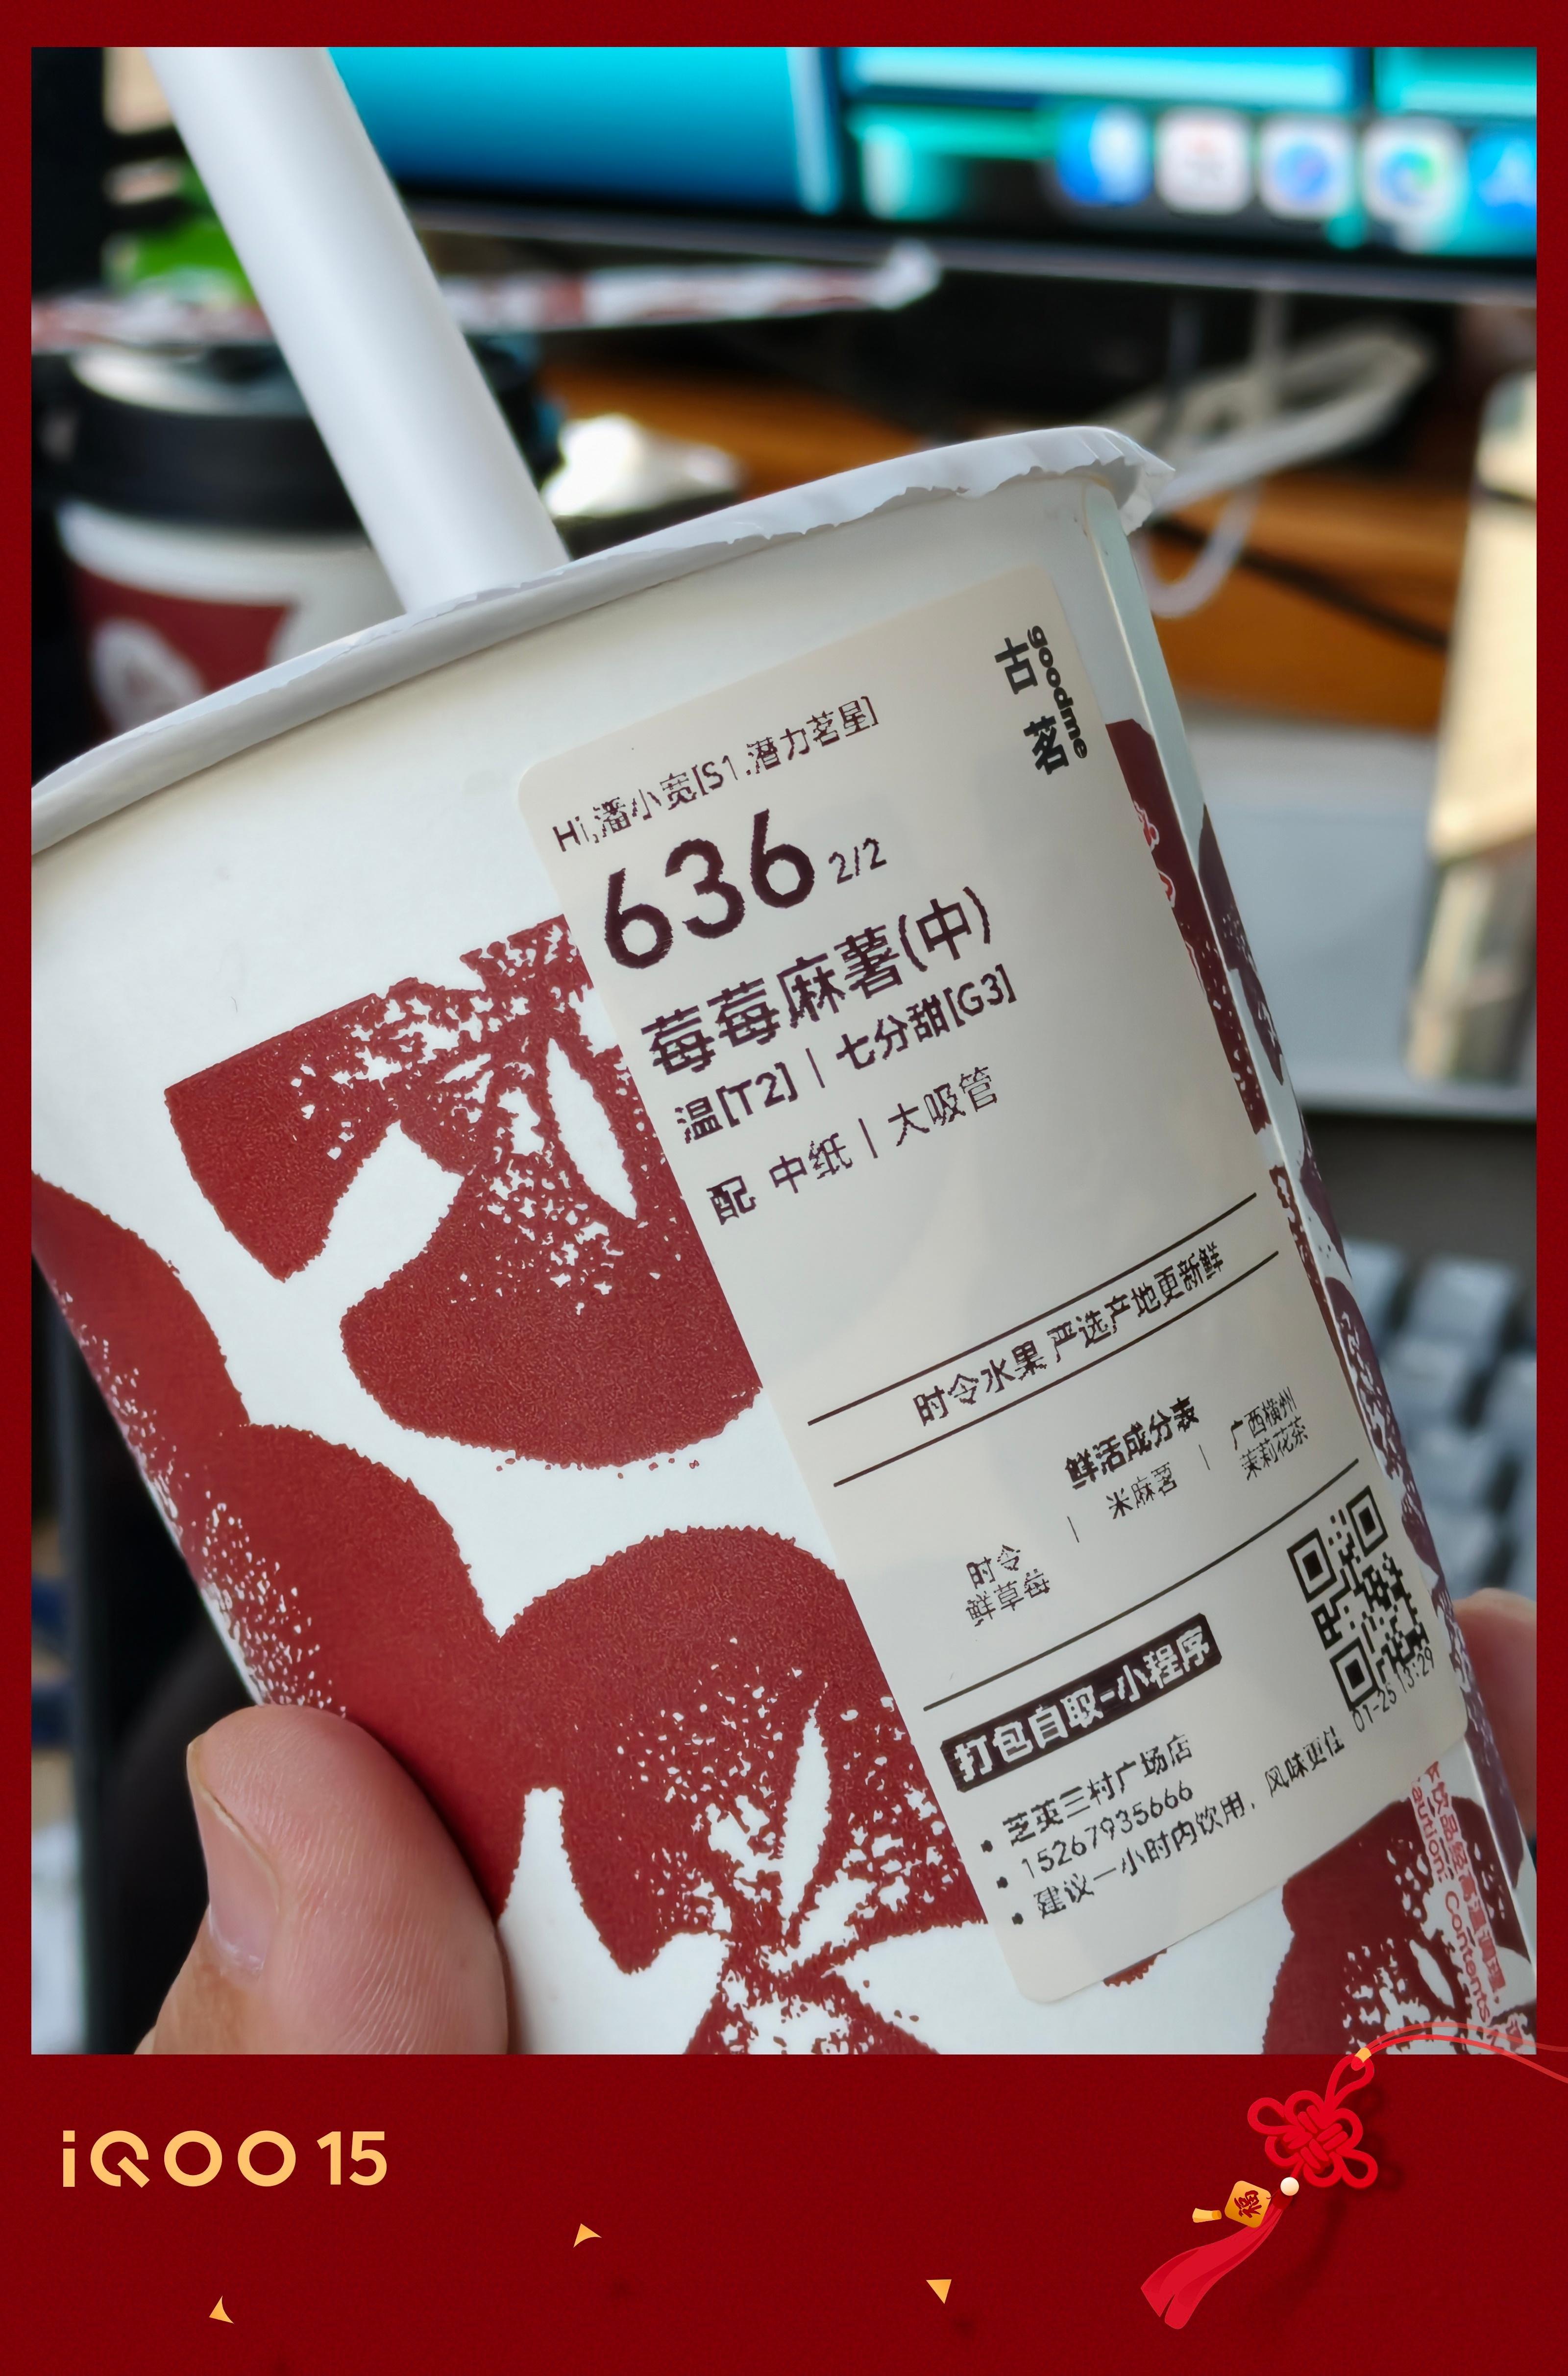 古茗
goodme
Hi,潘小宽[S1.潜力茗星]
636 2/2
莓莓麻薯(中)
温[T2] | 七分甜[G3]
配 中纸 | 大吸管
时令水果 严选产地更新鲜
鲜活成分表
时令
鲜草莓
|
米麻薯
|
广西横州
茉莉花茶
打包自取-小程序
01-25 13:29
• 芝英三村广场店
• 15267935666
• 建议一小时内饮用，风味更佳
Contents
iQOO 15
福